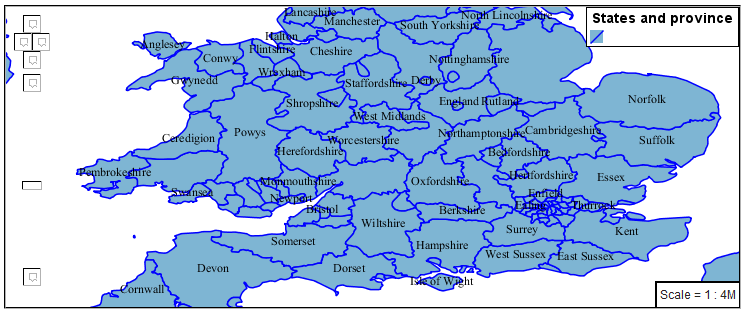 States and province
Lancashire
Manchester
South Yorkshire
North Lincolnshire
Halton
Anglesey
Flintshire
Cheshire
Conwy
Nottinghamshire
Wrexham
Gwynedd
Staffordshire
Derby
Shropshire
England
Rutland
Norfolk
West Midlands
Ceredigion
Powys
Northamptonshire
Cambridgeshire
Suffolk
Worcestershire
Herefordshire
Bedfordshire
Pembrokeshire
Monmouthshire
Oxfordshire
Hertfordshire
Essex
Swansea
Newport
Enfield
Thurrock
Bristol
Berkshire
Wiltshire
Surrey
Kent
Somerset
Hampshire
West Sussex
East Sussex
Devon
Dorset
Isle of Wight
Cornwall
Scale = 1 : 4M